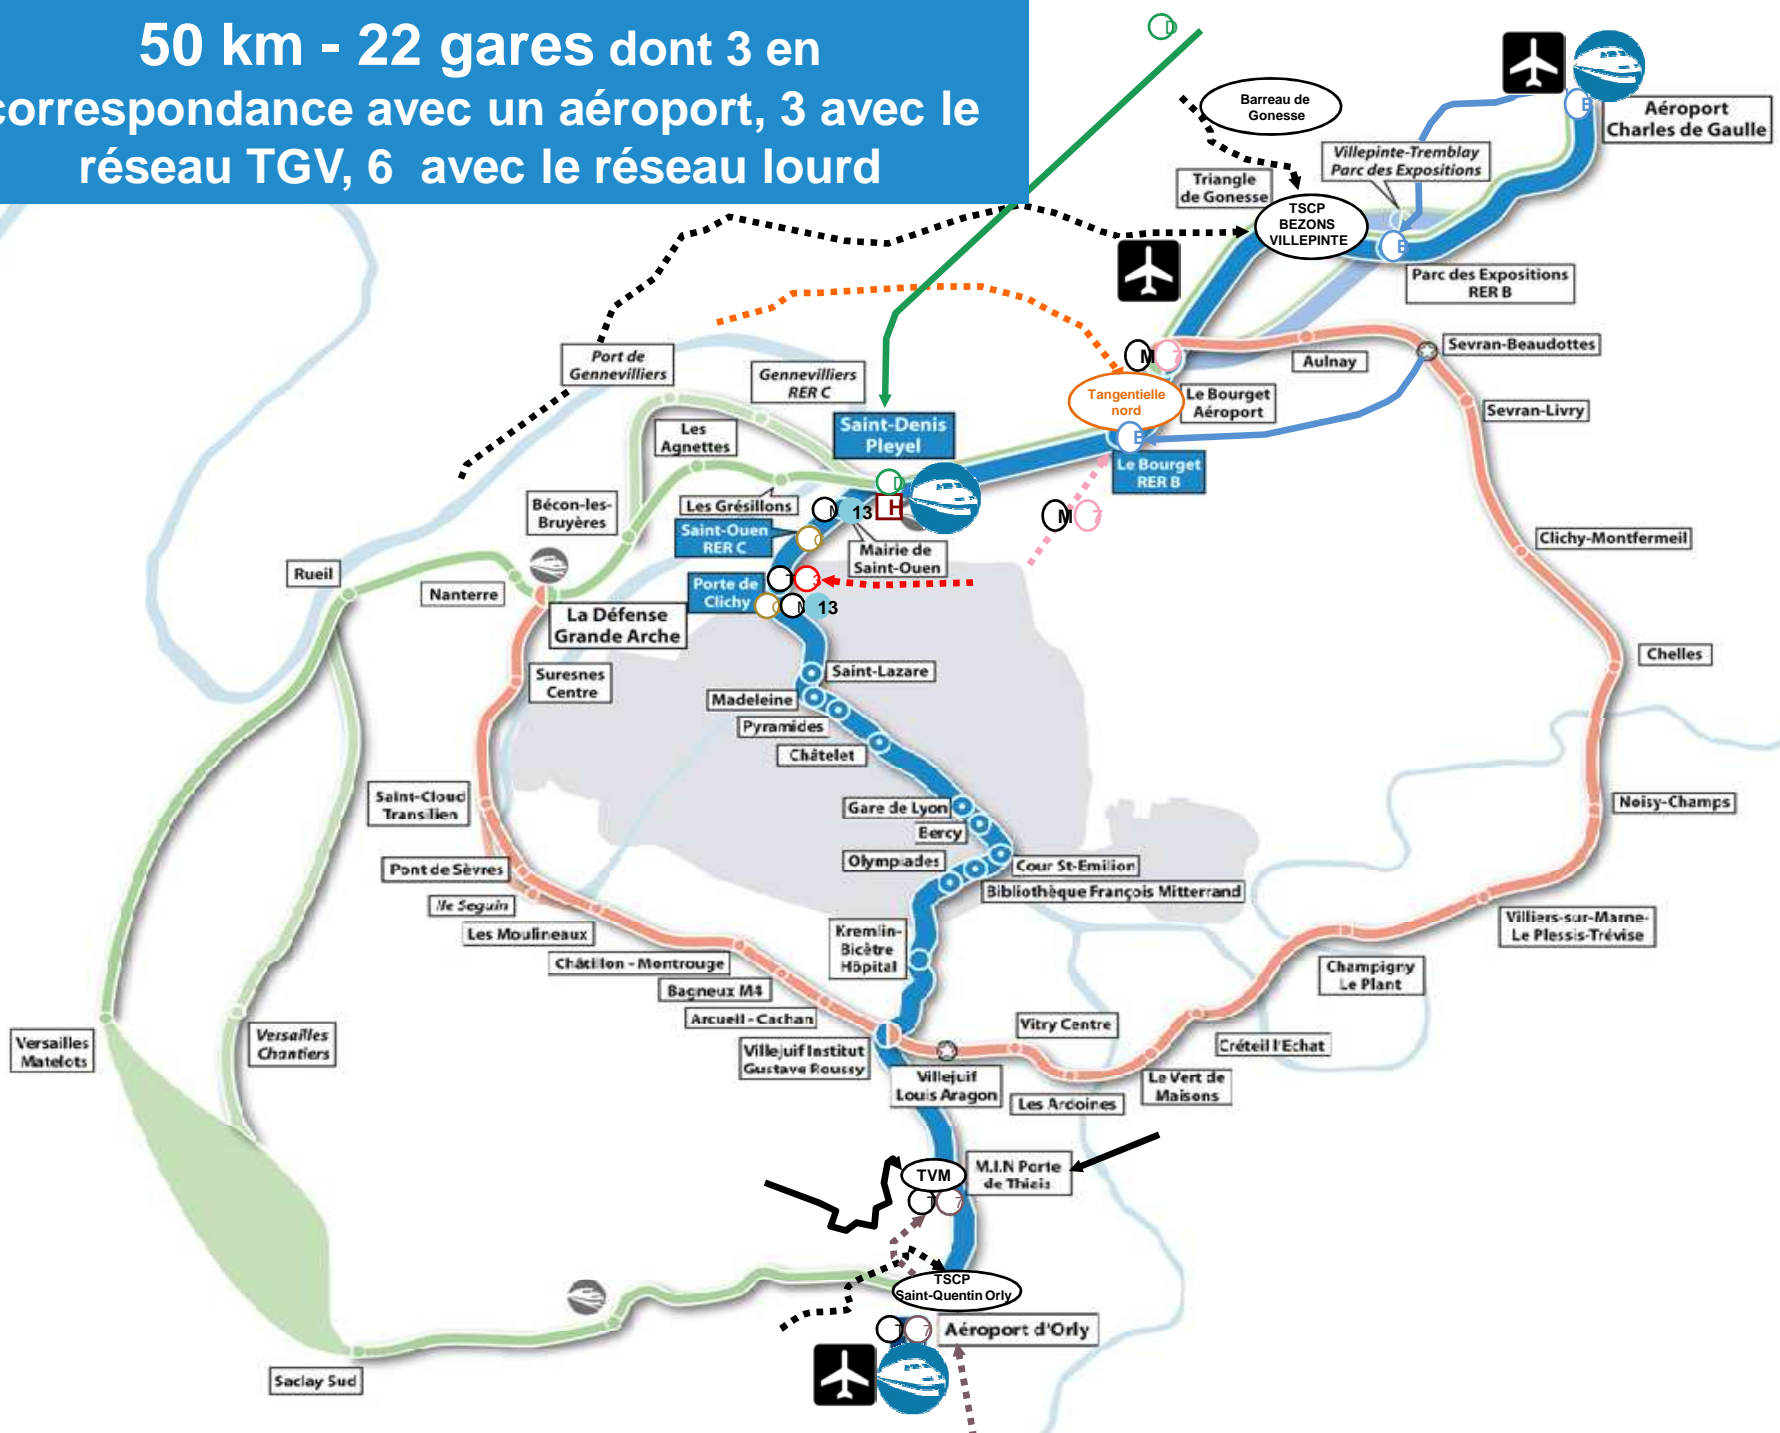 50 km - 22 gares dont 3 en
correspondance avec un aéroport, 3 avec le
réseau TGV, 6 avec le réseau lourd
D
Barreau de
Gonesse
B
Aéroport
Charles de Gaulle
Villepinte-Tremblay
Parc des Expositions
Triangle
de Gonesse
TSCP
BEZONS
VILLEPINTE
B
Parc des Expositions
RER B
Port de
Gennevilliers
Gennevilliers
RER C
M 7
Aulnay
Sevran-Beaudottes
Tangentielle
nord
Le Bourget
Aéroport
Sevran-Livry
Les
Agnettes
Saint-Denis
Pleyel
B
Le Bourget
RER B
Bécon-les-
Bruyères
Les Grésillons
D
H
M 13
M 7
Saint-Ouen
RER C
C
Mairie de
Saint-Ouen
Clichy-Montfermeil
Rueil
Nanterre
Porte de
Clichy
T 3
C M 13
La Défense
Grande Arche
Chelles
Suresnes
Centre
Saint-Lazare
Madeleine
Pyramides
Châtelet
Saint-Cloud
Transilien
Gare de Lyon
Bercy
Noisy-Champs
Pont de Sèvres
Olympiades
Cour St-Emilion
Bibliothèque François Mitterrand
Ile Seguin
Les Moulineaux
Kremlin-
Bicêtre
Hôpital
Villiers-sur-Marne-
Le Plessis-Trévise
Châtillon - Montrouge
Champigny
Le Plant
Bagneux M4
Arcueil - Cachan
Vitry Centre
Versailles
Matelots
Versailles
Chantiers
Villejuif Institut
Gustave Roussy
Créteil l'Echat
Villejuif
Louis Aragon
Les Ardoines
Le Vert de
Maisons
TVM
M.I.N Porte
de Thiais
T 7
TSCP
Saint-Quentin Orly
T 7
Aéroport d'Orly
Saclay Sud